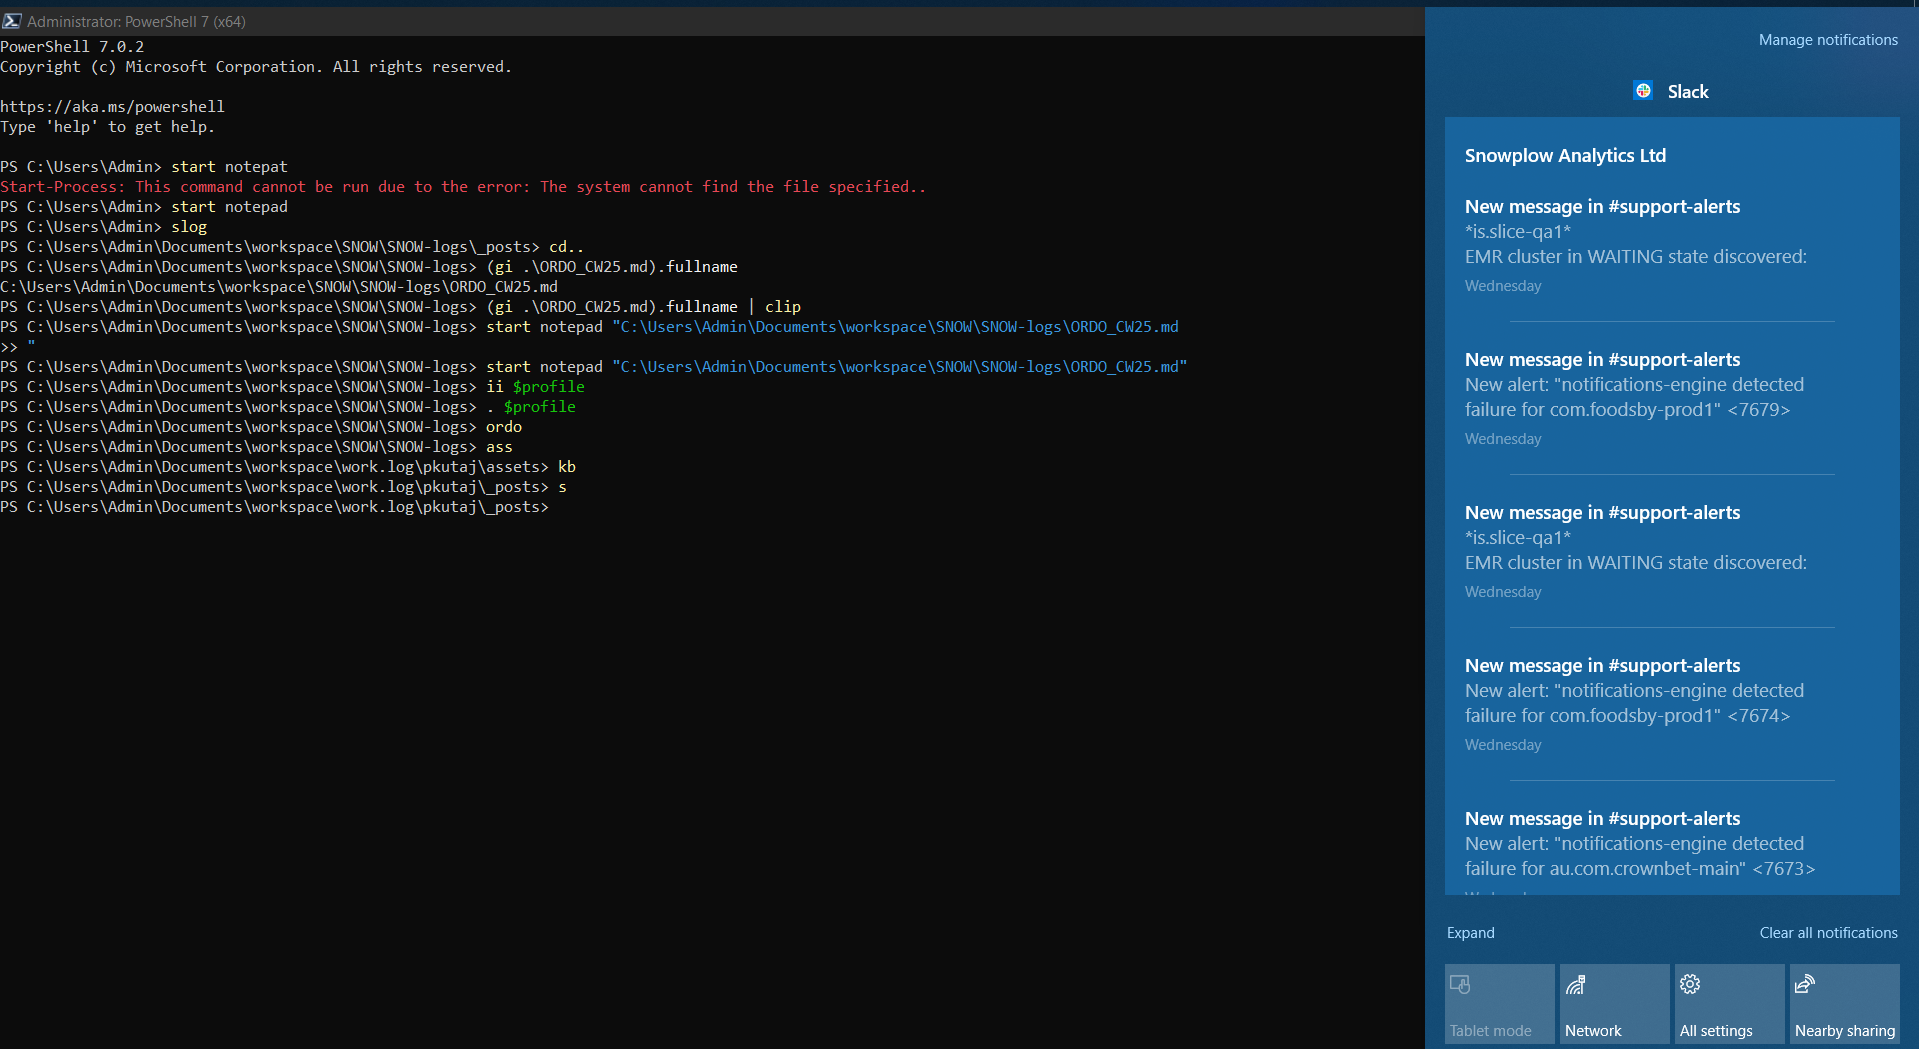 Administrator: PowerShell 7 (x64)
PowerShell 7.0.2
Copyright (c) Microsoft Corporation. All rights reserved.
https://aka.ms/powershell
Type 'help' to get help.
PS C:\Users\Admin> start notepat
Start-Process: This command cannot be run due to the error: The system cannot find the file specified..
PS C:\Users\Admin> start notepad
PS C:\Users\Admin> slog
PS C:\Users\Admin\Documents\workspace\SNOW\SNOW-logs\_posts> cd..
PS C:\Users\Admin\Documents\workspace\SNOW\SNOW-logs> (gi .\ORDO_CW25.md).fullname
C:\Users\Admin\Documents\workspace\SNOW\SNOW-logs\ORDO_CW25.md
PS C:\Users\Admin\Documents\workspace\SNOW\SNOW-logs> (gi .\ORDO_CW25.md).fullname | clip
PS C:\Users\Admin\Documents\workspace\SNOW\SNOW-logs> start notepad "C:\Users\Admin\Documents\workspace\SNOW\SNOW-logs\ORDO_CW25.md
>> "
PS C:\Users\Admin\Documents\workspace\SNOW\SNOW-logs> start notepad "C:\Users\Admin\Documents\workspace\SNOW\SNOW-logs\ORDO_CW25.md"
PS C:\Users\Admin\Documents\workspace\SNOW\SNOW-logs> ii $profile
PS C:\Users\Admin\Documents\workspace\SNOW\SNOW-logs> . $profile
PS C:\Users\Admin\Documents\workspace\SNOW\SNOW-logs> ordo
PS C:\Users\Admin\Documents\workspace\SNOW\SNOW-logs> ass
PS C:\Users\Admin\Documents\workspace\work.log\pkutaj\assets> kb
PS C:\Users\Admin\Documents\workspace\work.log\pkutaj\_posts> s
PS C:\Users\Admin\Documents\workspace\work.log\pkutaj\_posts>
Manage notifications
Slack
Snowplow Analytics Ltd
New message in #support-alerts
*is.slice-qa1*
EMR cluster in WAITING state discovered:
Wednesday
New message in #support-alerts
New alert: "notifications-engine detected
failure for com.foodsby-prod1" <7679>
Wednesday
New message in #support-alerts
*is.slice-qa1*
EMR cluster in WAITING state discovered:
Wednesday
New message in #support-alerts
New alert: "notifications-engine detected
failure for com.foodsby-prod1" <7674>
Wednesday
New message in #support-alerts
New alert: "notifications-engine detected
failure for au.com.crownbet-main" <7673>
Expand
Clear all notifications
Tablet mode
Network
All settings
Nearby sharing